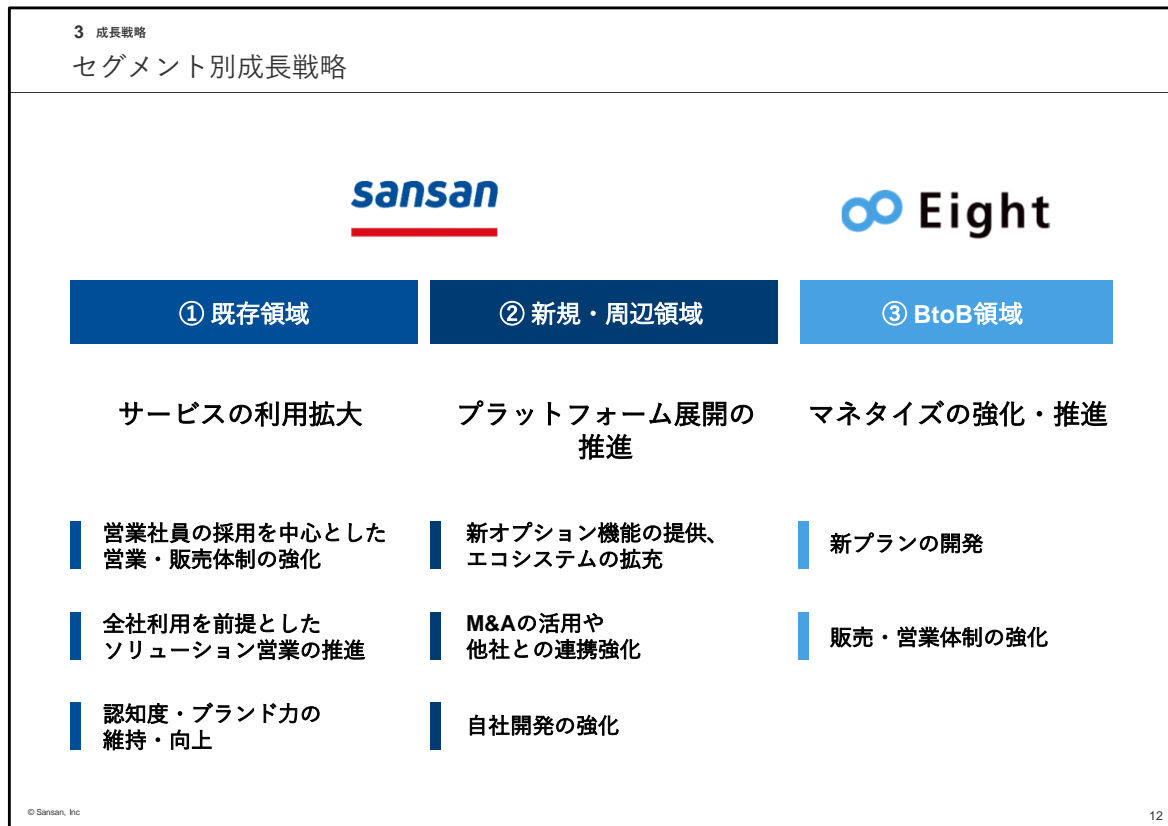 3 成長戦略
セグメント別成長戦略
sansan
Eight
① 既存領域
② 新規・周辺領域
③ BtoB領域
サービスの利用拡大
プラットフォーム展開の
推進
マネタイズの強化・推進
営業社員の採用を中心とした
営業・販売体制の強化
全社利用を前提とした
ソリューション営業の推進
認知度・ブランド力の
維持・向上
新オプション機能の提供、
エコシステムの拡充
M&Aの活用や
他社との連携強化
自社開発の強化
新プランの開発
販売・営業体制の強化
© Sansan, Inc
12